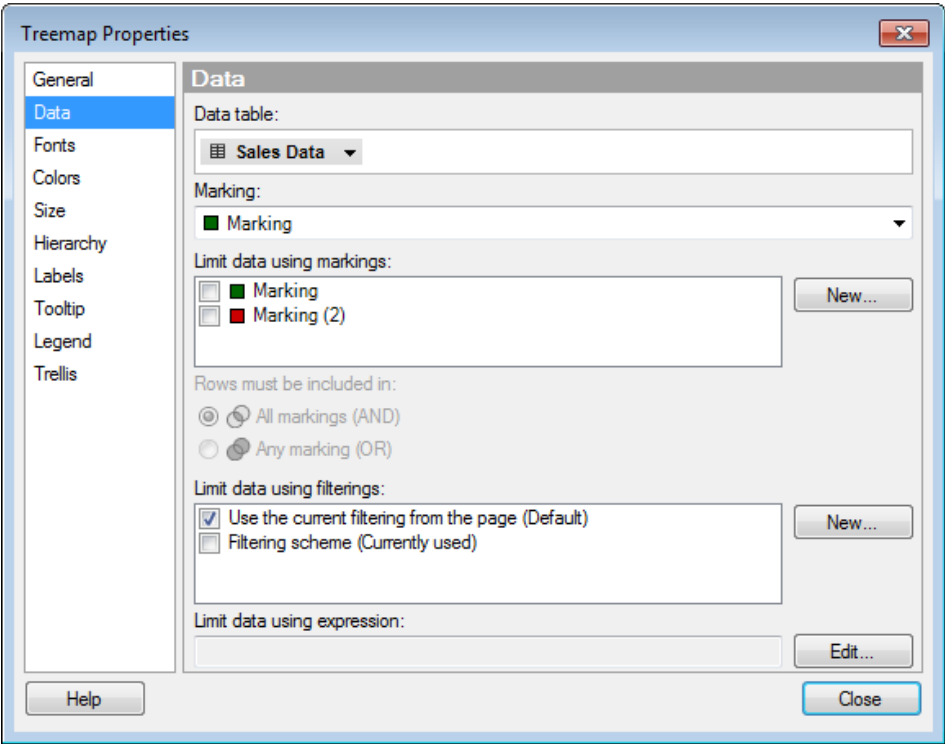 Treemap Properties
General
Data
Fonts
Colors
Size
Hierarchy
Labels
Tooltip
Legend
Trellis
Data
Data table:
Sales Data
Marking:
Marking
Limit data using markings:
Marking
Marking (2)
New...
Rows must be included in:
All markings (AND)
Any marking (OR)
Limit data using filterings:
Use the current filtering from the page (Default)
Filtering scheme (Currently used)
New...
Limit data using expression:
Edit...
Help
Close